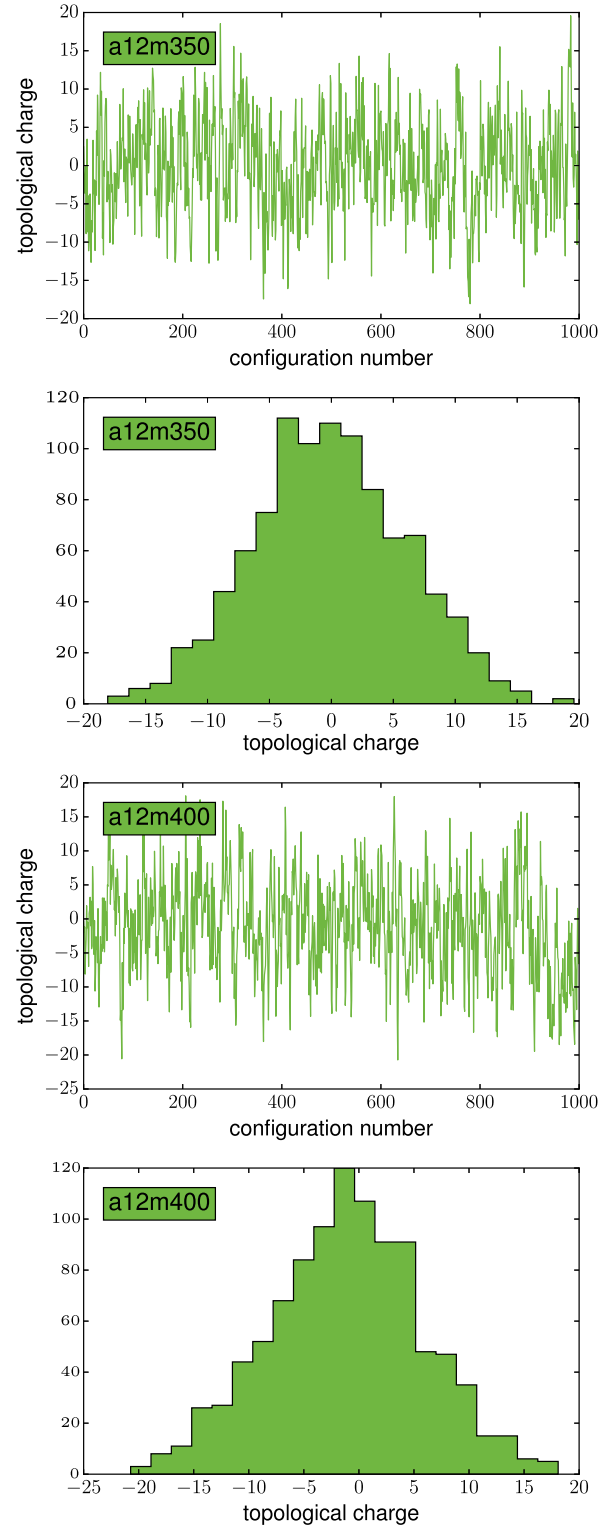 20
15
10
5
0
−5
−10
−15
−20
topological charge
a12m350
0 200 400 600 800 1000
configuration number
120
100
80
60
40
20
0
a12m350
−20 −15 −10 −5 0 5 10 15 20
topological charge
20
15
10
5
0
−5
−10
−15
−20
−25
topological charge
a12m400
0 200 400 600 800 1000
configuration number
120
100
80
60
40
20
0
a12m400
−25 −20 −15 −10 −5 0 5 10 15 20
topological charge